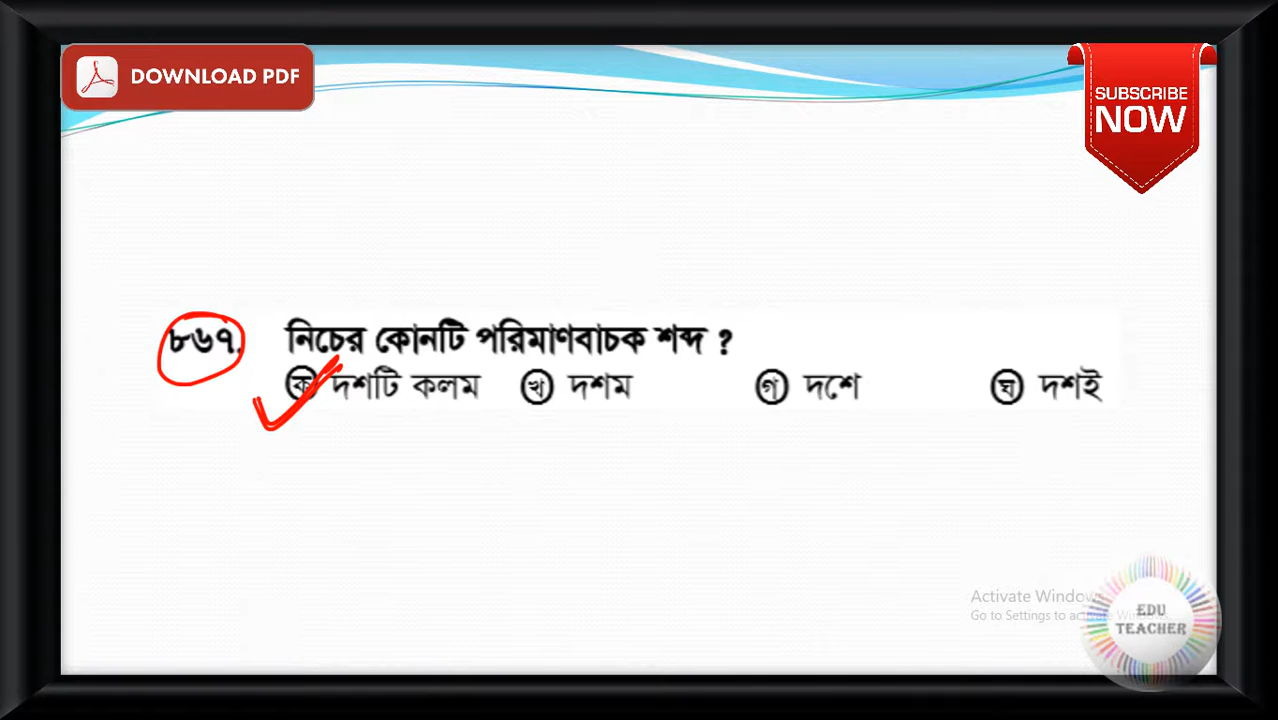 DOWNLOAD PDF
SUBSCRIBE
NOW
৮৬৭. নিচের কোনটি পরিমাণবাচক শব্দ ?
ক দশটি কলম খ দশম গ দশে ঘ দশই
Activate Windows
Go to Settings to activate Windows.
EDU
TEACHER